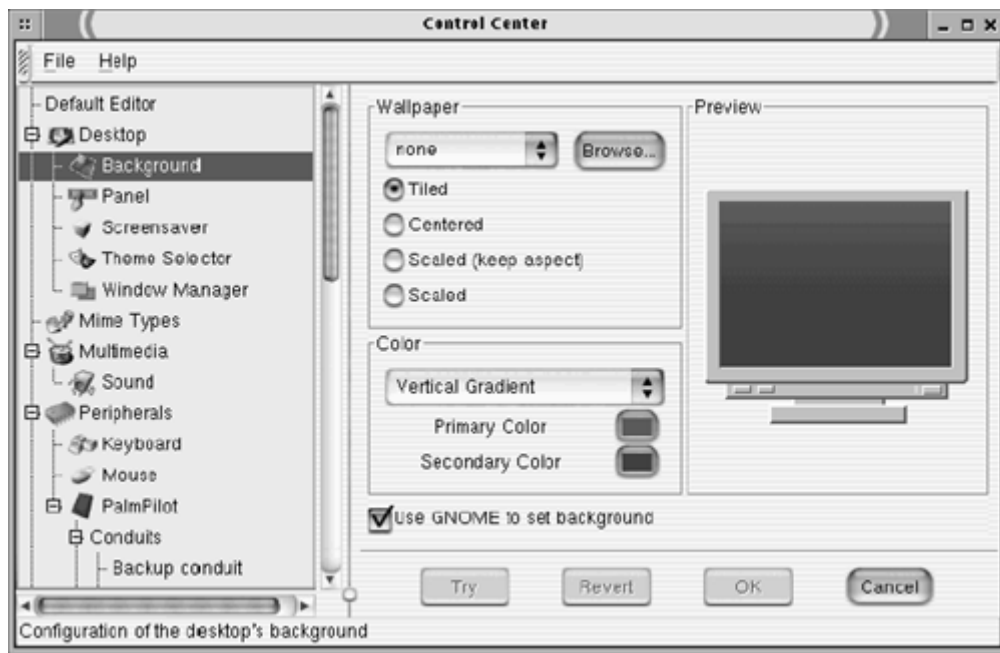 Control Center
File Help
Default Editor
Desktop
Background
Panel
Screensaver
Theme Selector
Window Manager
Mime Types
Multimedia
Sound
Peripherals
Keyboard
Mouse
PalmPilot
Conduits
Backup conduit
Wallpaper
none
Browse...
Tiled
Centered
Scaled (keep aspect)
Scaled
Color
Vertical Gradient
Primary Color
Secondary Color
Preview
Use GNOME to set background
Try Revert OK Cancel
Configuration of the desktop's background